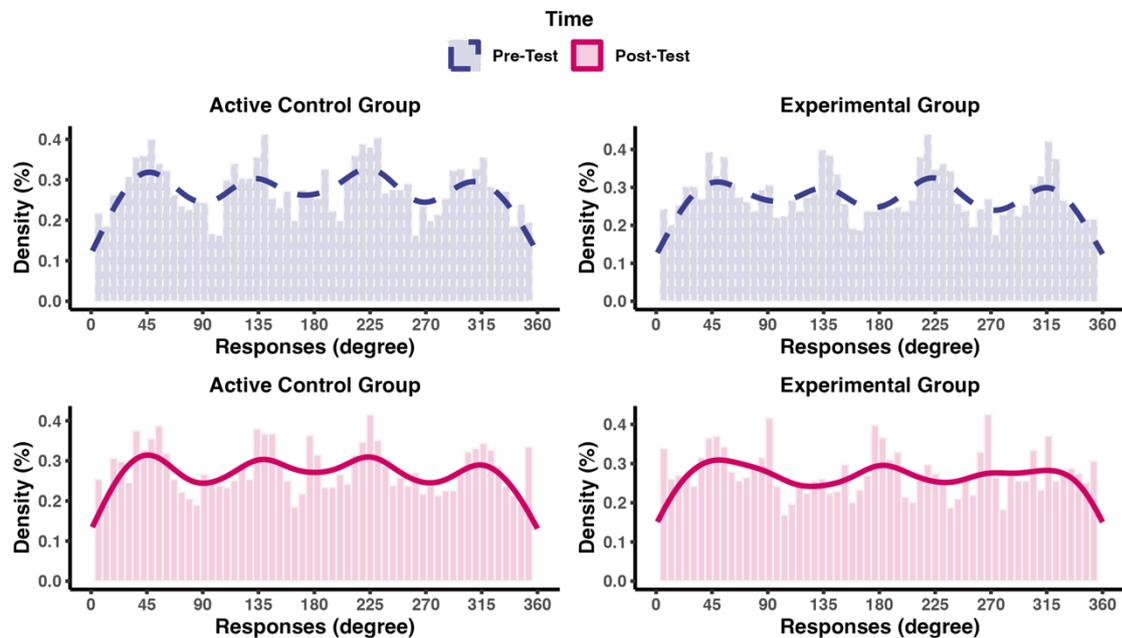 Time
Pre-Test Post-Test
Active Control Group Experimental Group
Density (%) 0.4 0.3 0.2 0.1 0.0
0 45 90 135 180 225 270 315 360
Responses (degree)
Density (%) 0.4 0.3 0.2 0.1 0.0
0 45 90 135 180 225 270 315 360
Responses (degree)
Active Control Group Experimental Group
Density (%) 0.4 0.3 0.2 0.1 0.0
0 45 90 135 180 225 270 315 360
Responses (degree)
Density (%) 0.4 0.3 0.2 0.1 0.0
0 45 90 135 180 225 270 315 360
Responses (degree)